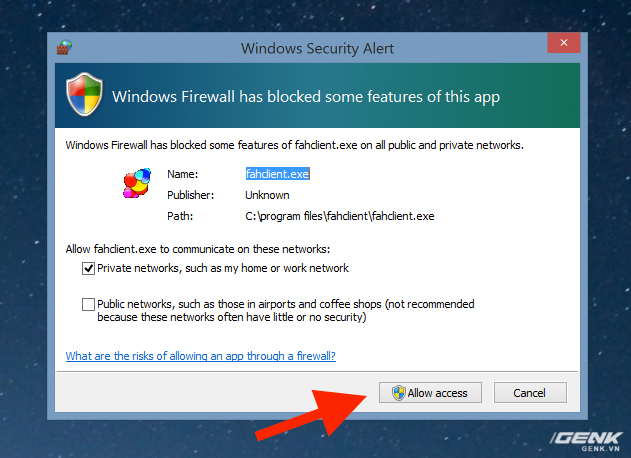 Windows Security Alert
Windows Firewall has blocked some features of this app
Windows Firewall has blocked some features of fahclient.exe on all public and private networks.
Name: fahclient.exe
Publisher: Unknown
Path: C:\program files\fahclient\fahclient.exe
Allow fahclient.exe to communicate on these networks:
Private networks, such as my home or work network
Public networks, such as those in airports and coffee shops (not recommended
because these networks often have little or no security)
What are the risks of allowing an app through a firewall?
Allow access Cancel
GENK
GENK.VN